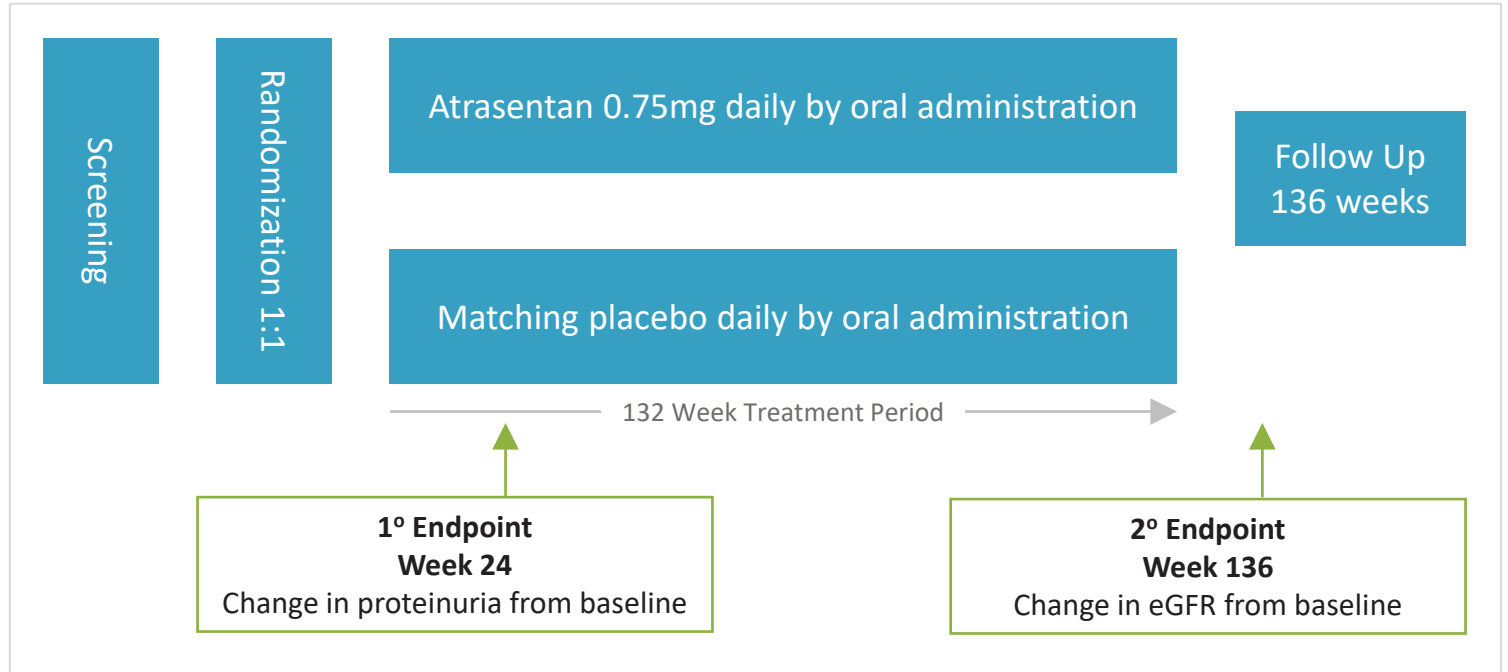 Screening
Randomization 1:1
Atrasentan 0.75mg daily by oral administration
Matching placebo daily by oral administration
Follow Up
136 weeks
132 Week Treatment Period
1º Endpoint
Week 24
Change in proteinuria from baseline
2º Endpoint
Week 136
Change in eGFR from baseline